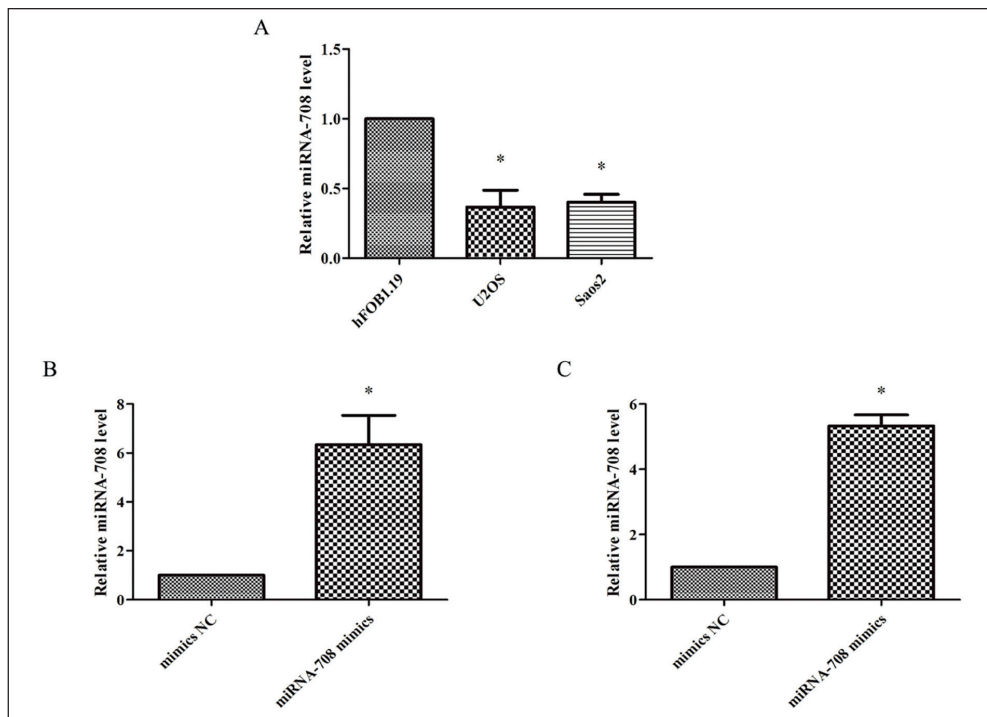 A
Relative miRNA-708 level
1.5
1.0
0.5
0.0
*
*
hFOB1.19
U2OS
Saos2
B
Relative miRNA-708 level
8
6
4
2
0
*
mimics NC
miRNA-708 mimics
C
Relative miRNA-708 level
6
4
2
0
*
mimics NC
miRNA-708 mimics